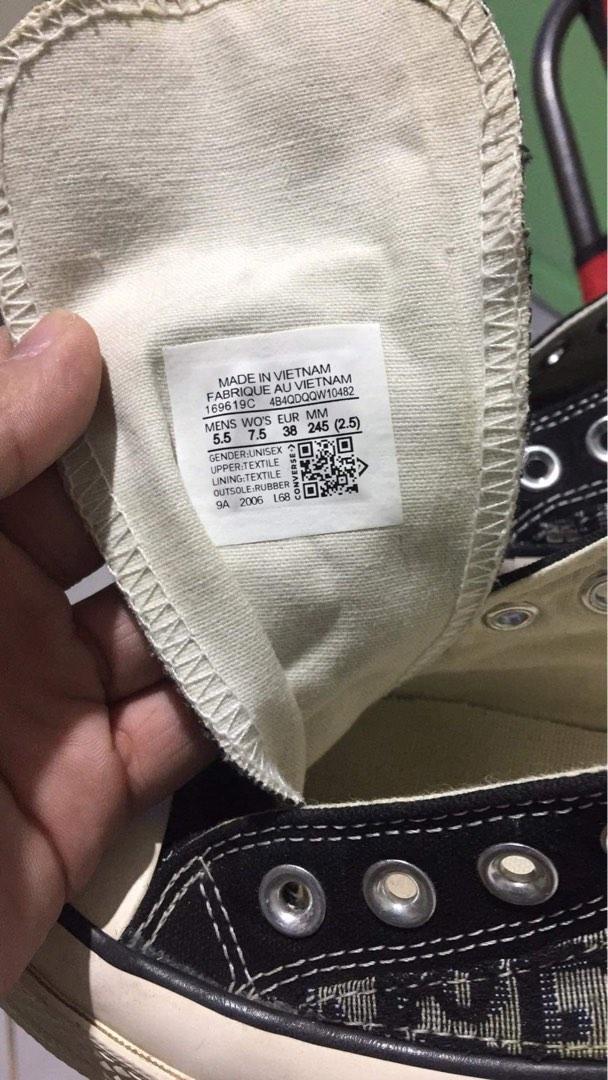 MADE IN VIETNAM
FABRIQUE AU VIETNAM
169619C 4B4QDQQW10482
MENS WO'S EUR MM
5.5 7.5 38 245 (2.5)
GENDER:UNISEX
UPPER:TEXTILE
LINING:TEXTILE
OUTSOLE:RUBBER
9A 2006 L68
CONVERSE